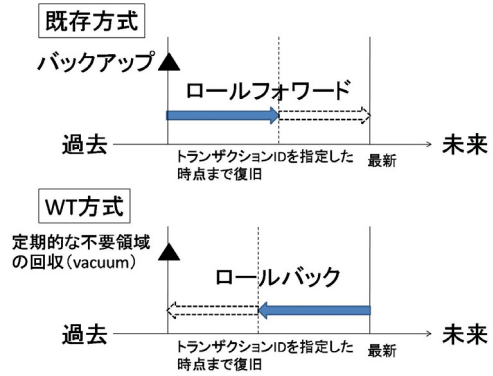 既存方式
バックアップ
ロールフォワード
過去
未来
トランザクションIDを指定した
時点まで復旧
最新
WT方式
定期的な不要領域
の回収(vacuum)
ロールバック
過去
未来
トランザクションIDを指定した
時点まで復旧
最新